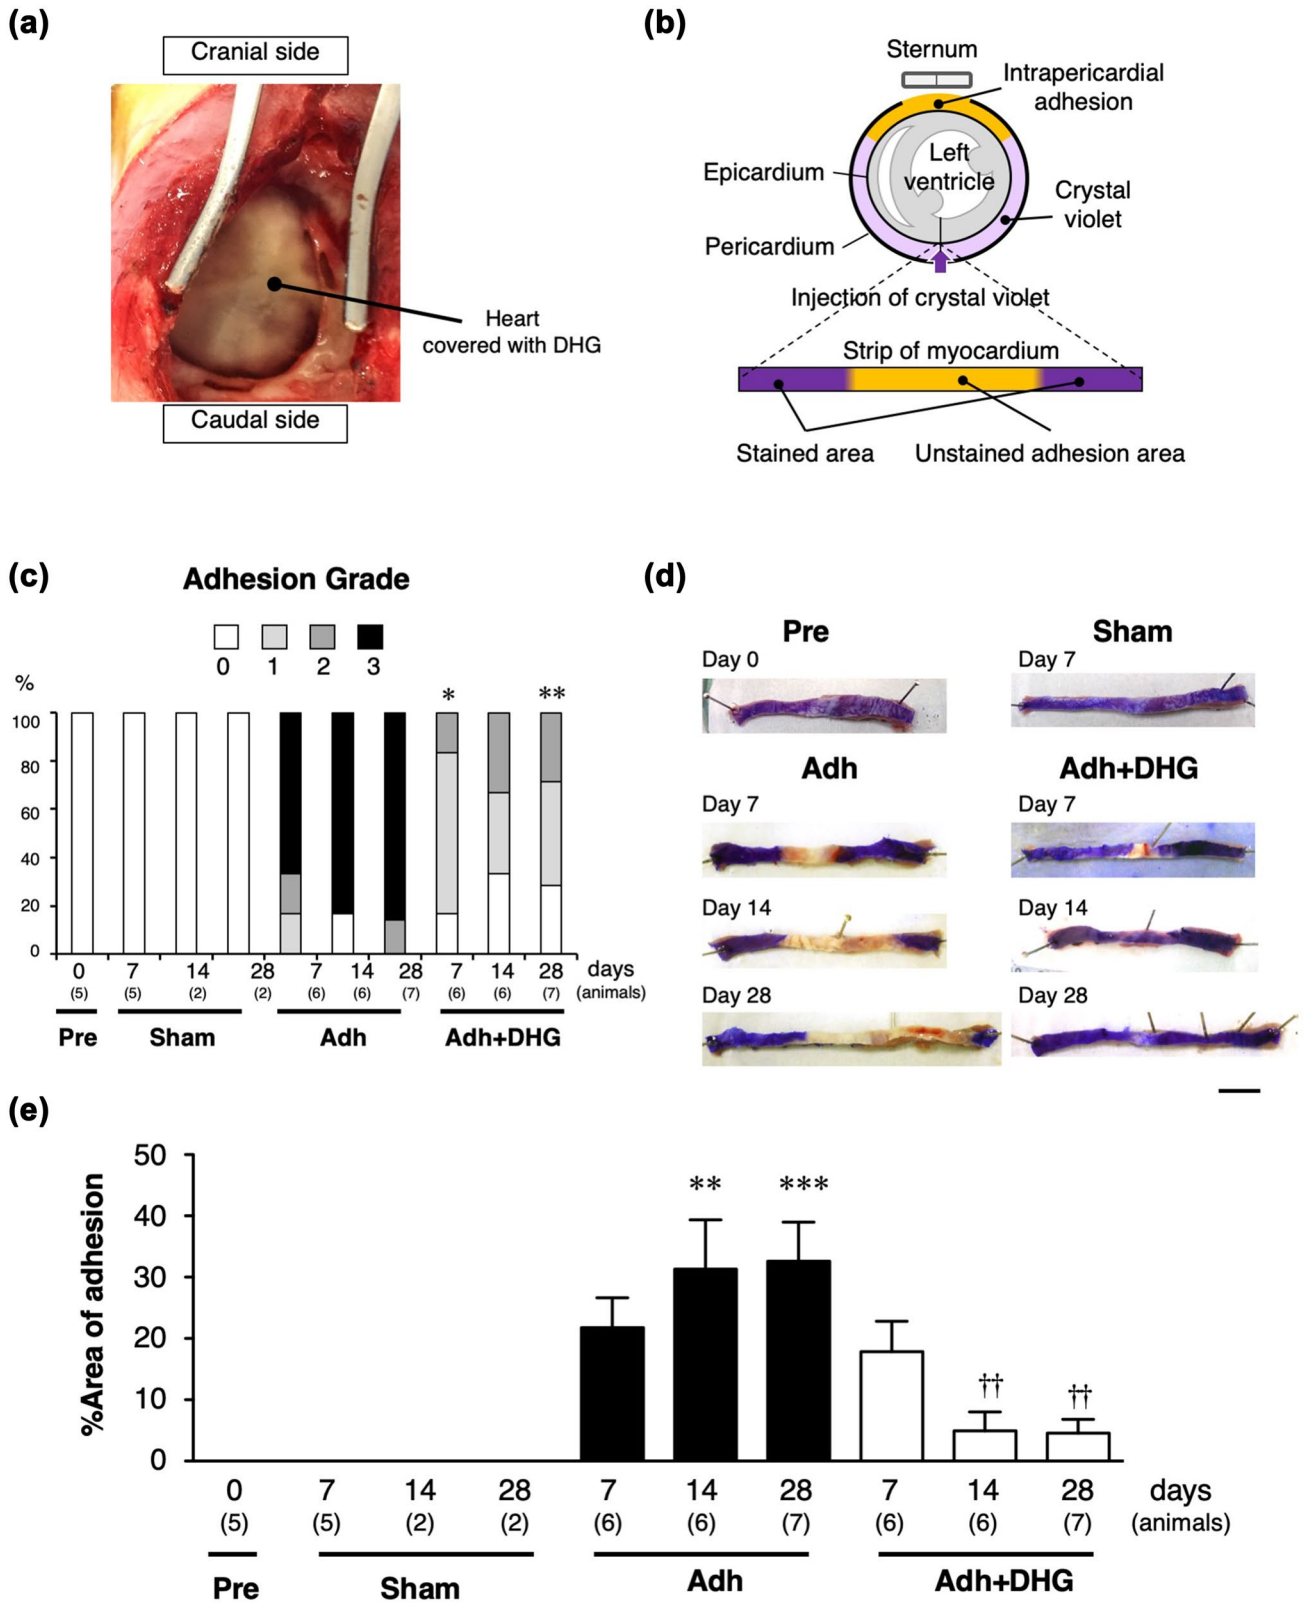 (a)
Cranial side
Heart
covered with DHG
Caudal side
(b)
Sternum
Intrapericardial
adhesion
Left
ventricle
Epicardium
Crystal
violet
Pericardium
Injection of crystal violet
Strip of myocardium
Stained area
Unstained adhesion area
(c)
Adhesion Grade
0 1 2 3
%
* **
100
80
60
40
20
0
0 7 14 28 7 14 28 7 14 28 days
(5) (5) (2) (2) (6) (6) (7) (6) (6) (7) (animals)
Pre Sham Adh Adh+DHG
(d)
Pre Sham
Day 0 Day 7
Adh Adh+DHG
Day 7 Day 7
Day 14 Day 14
Day 28 Day 28
(e)
%Area of adhesion
50
40
30
20
10
0
** ***
†† ††
0 7 14 28 7 14 28 7 14 28 days
(5) (5) (2) (2) (6) (6) (7) (6) (6) (7) (animals)
Pre Sham Adh Adh+DHG